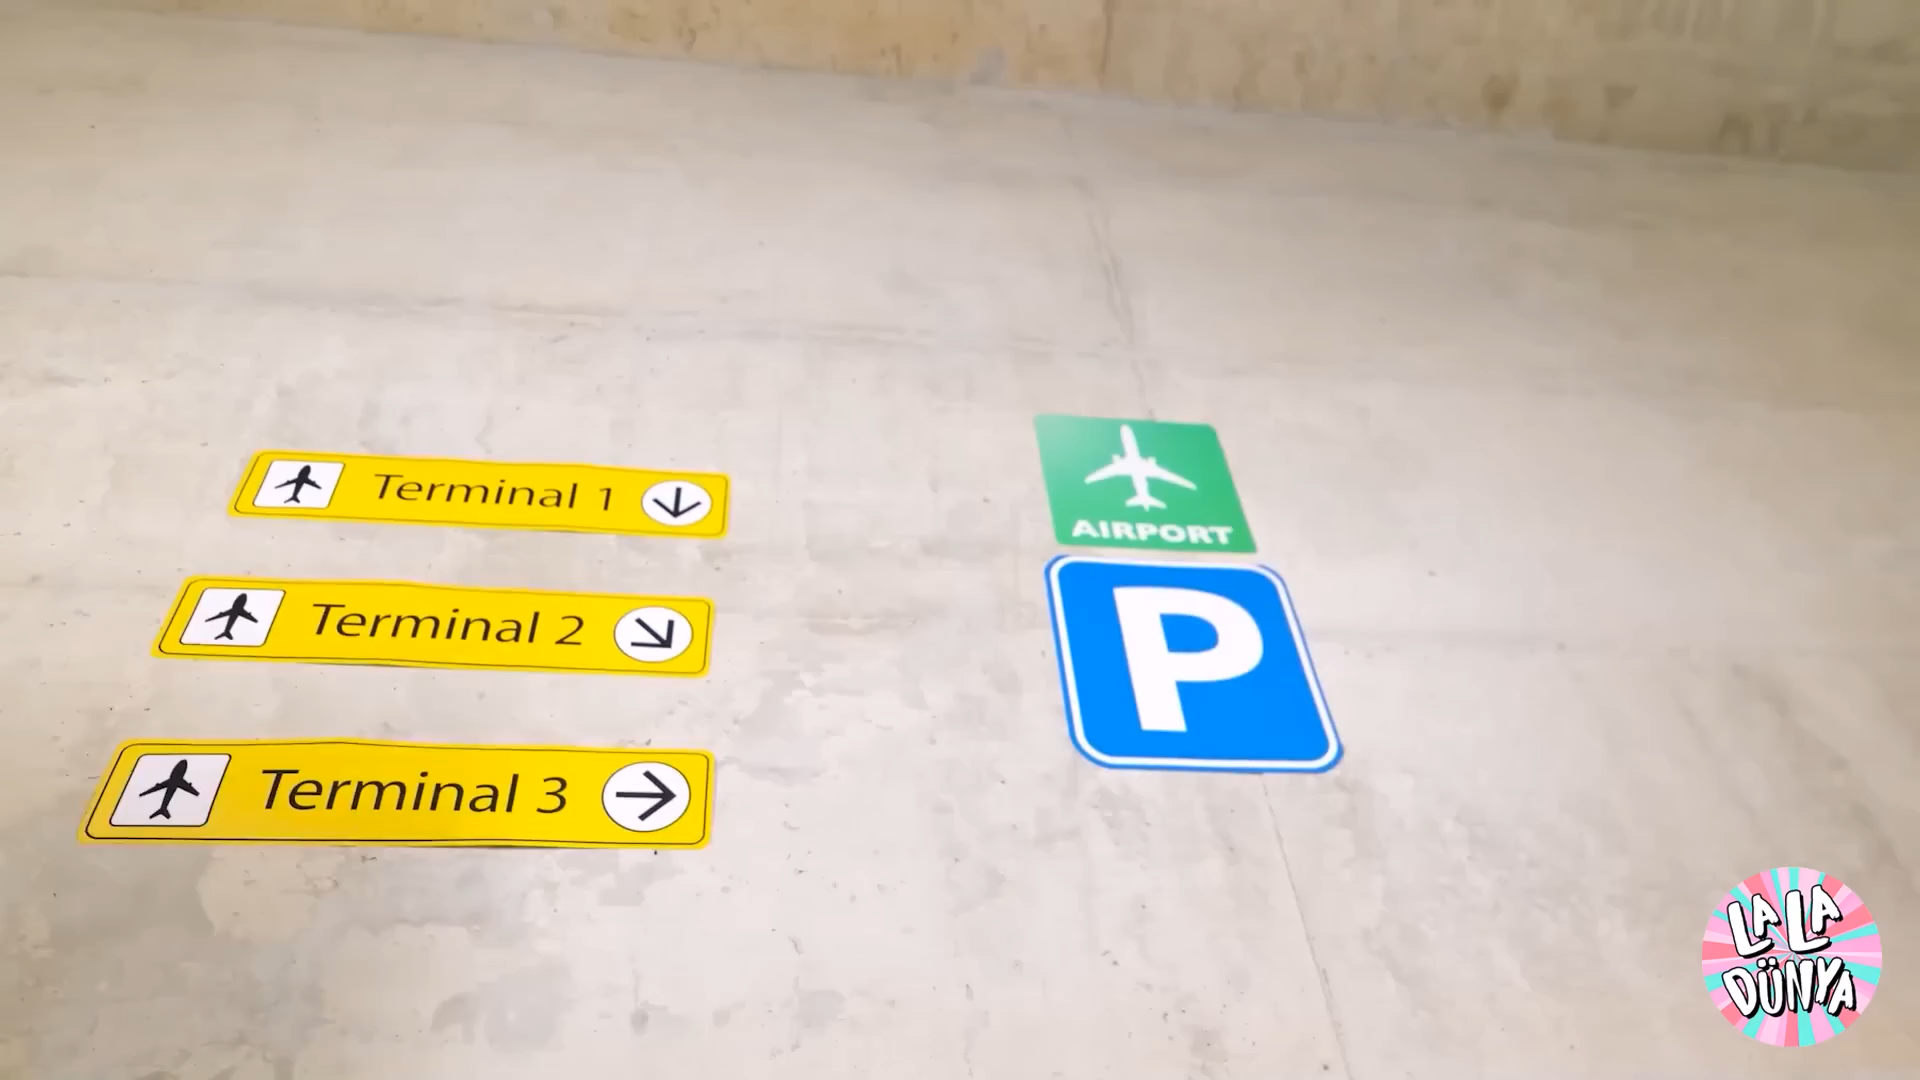 Terminal 1
Terminal 2
Terminal 3
AIRPORT
P
LA LA
DÜNYA